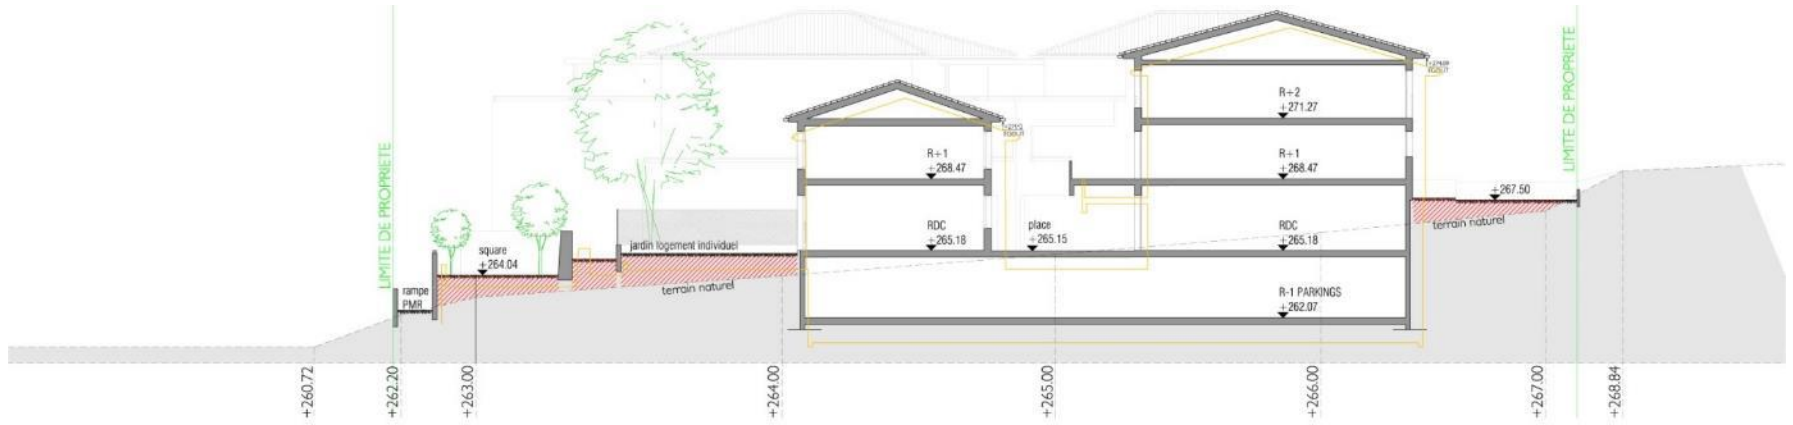 LIMITE DE PROPRIETE
LIMITE DE PROPRIETE
R+2
+271.27
R+1
+268.47
R+1
+268.47
+267.50
terrain naturel
RDC
+265.18
place
+265.15
RDC
+265.18
square
+264.04
jardin logement individuel
rampe
PMR
terrain naturel
R-1 PARKINGS
+262.07
+260.72
+262.20
+263.00
+264.00
+265.00
+266.00
+267.00
+268.84